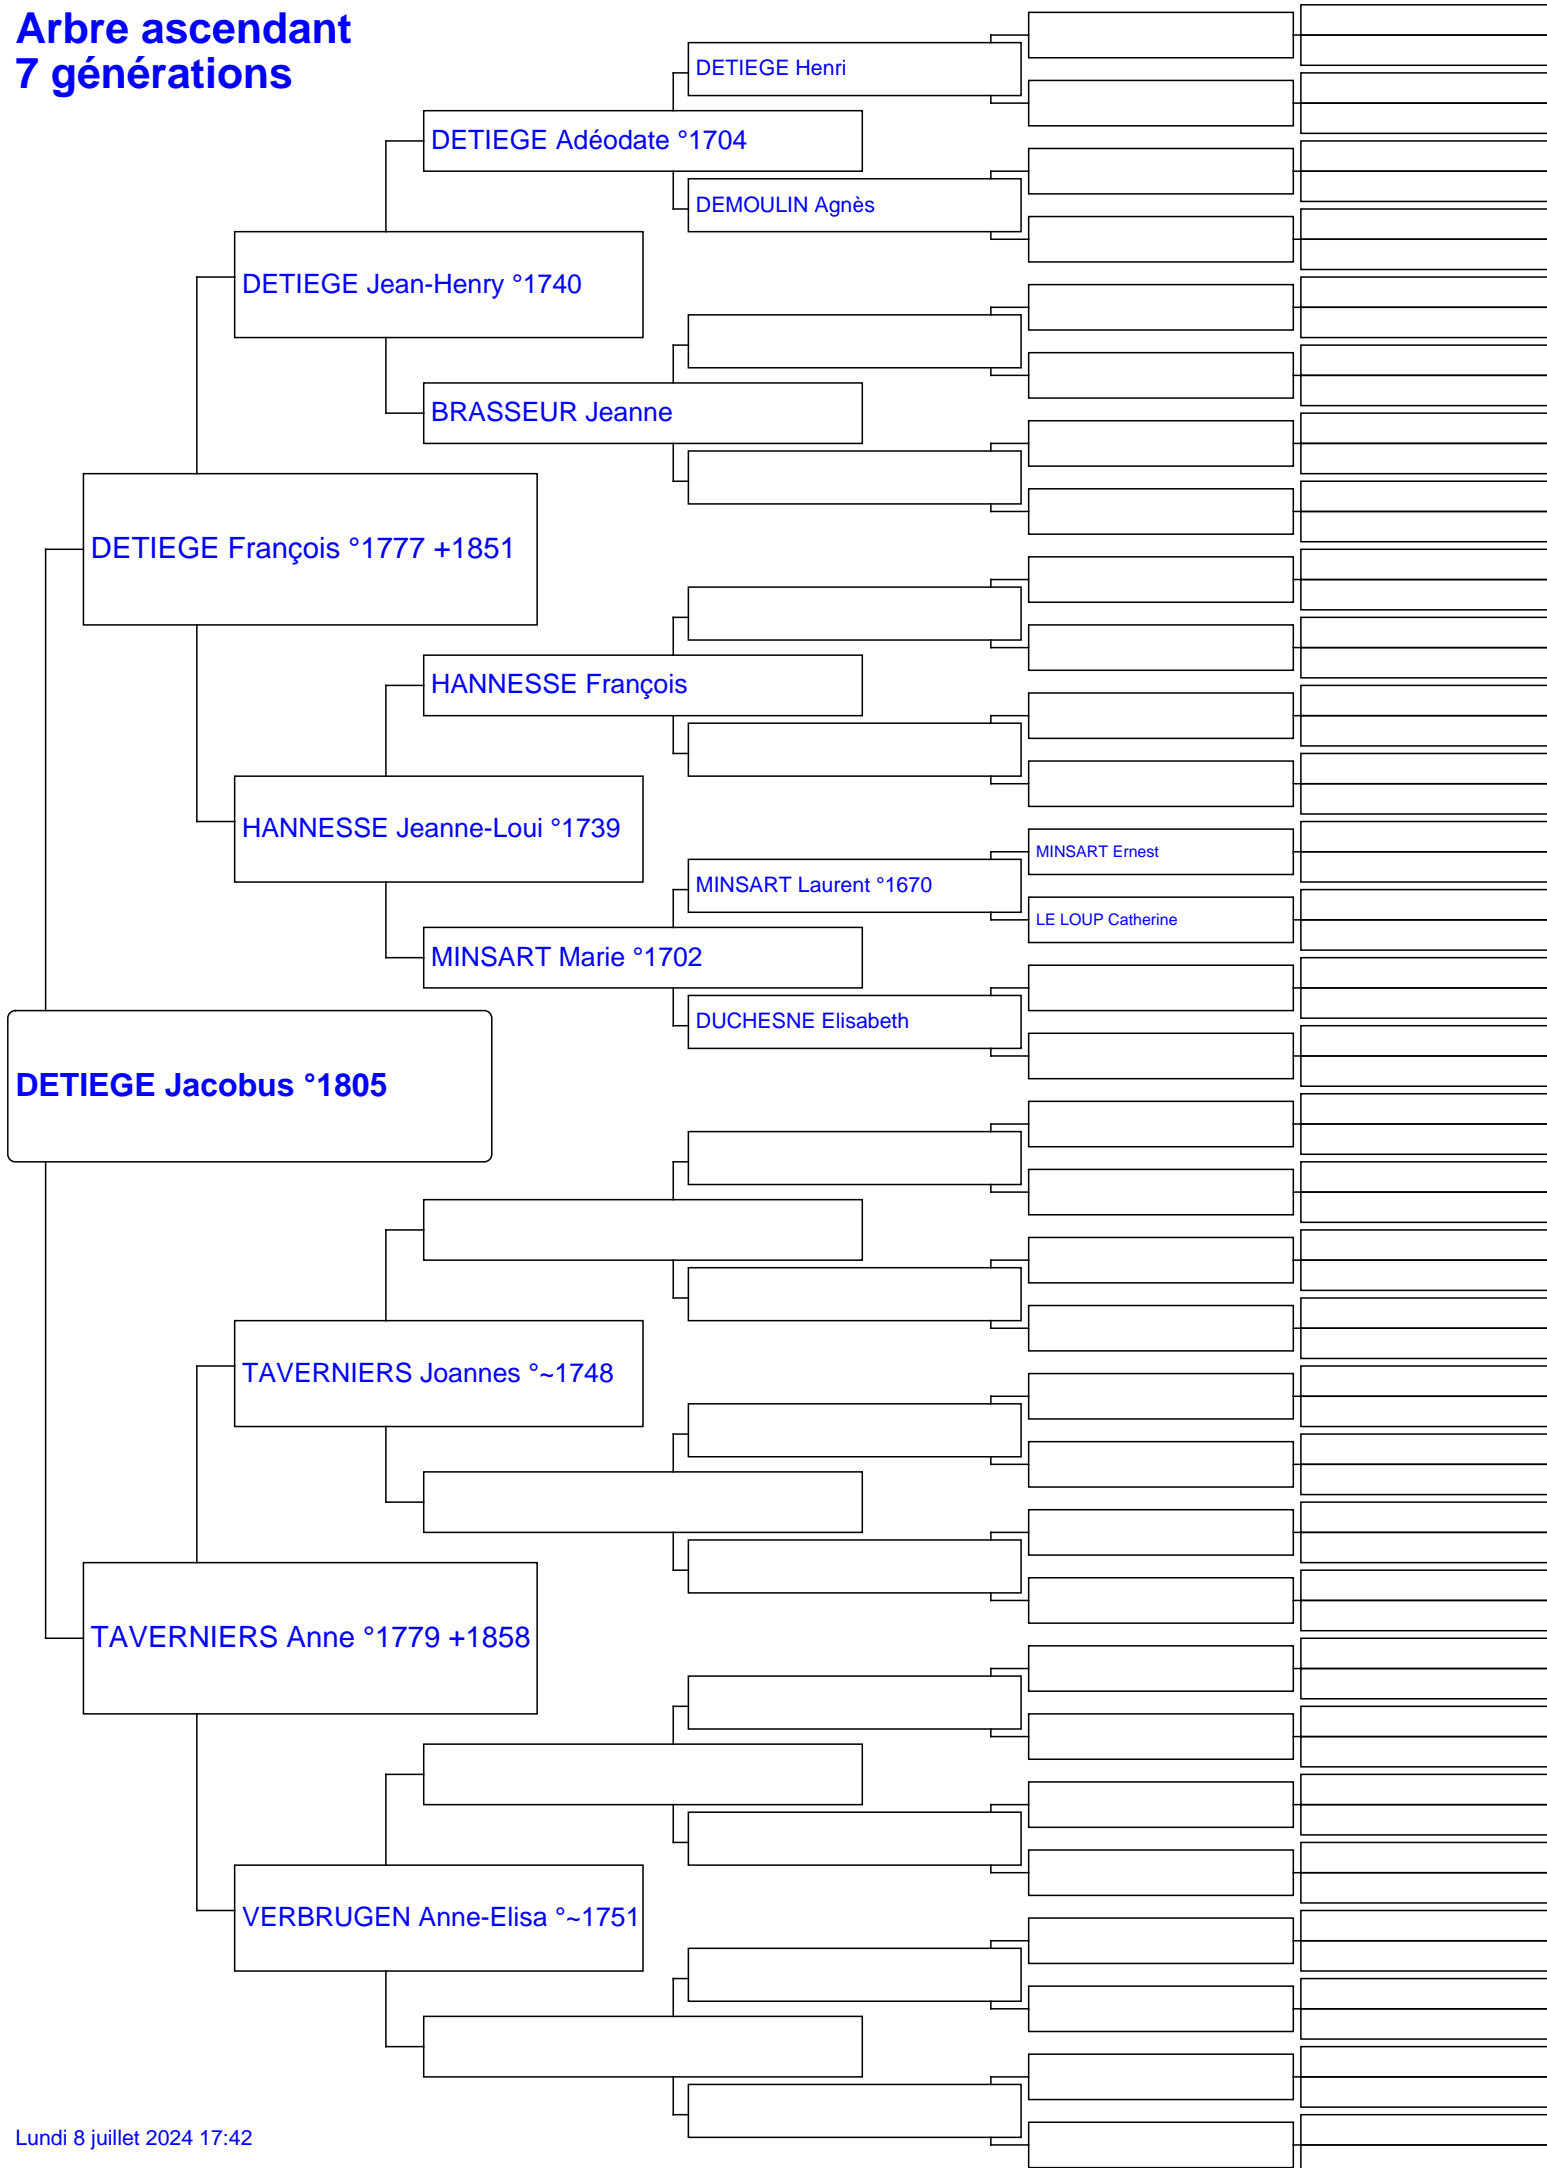 Arbre ascendant
7 générations
DETIEGE Henri
DETIEGE Adéodate °1704
DEMOULIN Agnès
DETIEGE Jean-Henry °1740
BRASSEUR Jeanne
DETIEGE François °1777 +1851
HANNESSE François
HANNESSE Jeanne-Loui °1739
MINSART Ernest
MINSART Laurent °1670
LE LOUP Catherine
MINSART Marie °1702
DUCHESNE Elisabeth
DETIEGE Jacobus °1805
TAVERNIERS Joannes °~1748
TAVERNIERS Anne °1779 +1858
VERBRUGEN Anne-Elisa °~1751
Lundi 8 juillet 2024 17:42